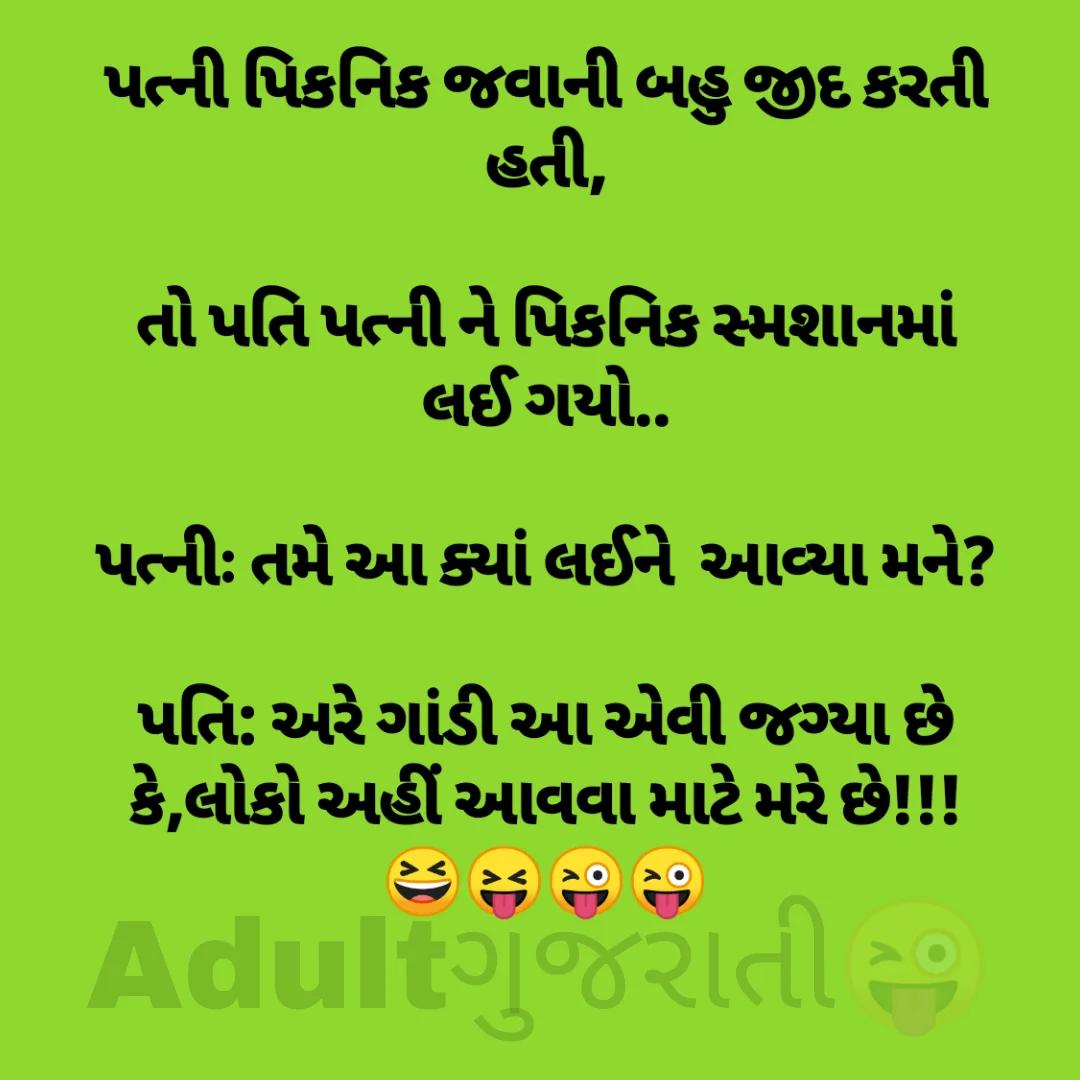 પત્ની પિકનિક જવાની બહુ જીદ કરતી
હતી,
તો પતિ પત્ની ને પિકનિક સ્મશાનમાં
લઈ ગયો..
પત્ની: તમે આ ક્યાં લઈને  આવ્યા મને?
પતિ: અરે ગાંડી આ એવી જગ્યા છે
કે,લોકો અહીં આવવા માટે મરે છે!!!
😆😝😜😜
Adultગુજરાતી😜